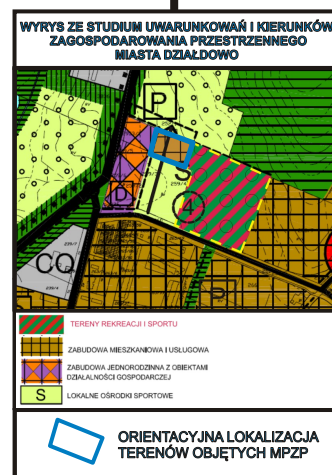 WYRYS ZE STUDIUM UWARUNKOWAŃ I KIERUNKÓW
ZAGOSPODAROWANIA PRZESTRZENNEGO
MIASTA DZIAŁDOWO
P
S
4
D
CO
P
TERENY REKREACJI I SPORTU
ZABUDOWA MIESZKANIOWA I USŁUGOWA
ZABUDOWA JEDNORODZINNA Z OBIEKTAMI
DZIAŁALNOŚCI GOSPODARCZEJ
S LOKALNE OŚRODKI SPORTOWE
ORIENTACYJNA LOKALIZACJA
TERENÓW OBJĘTYCH MPZP